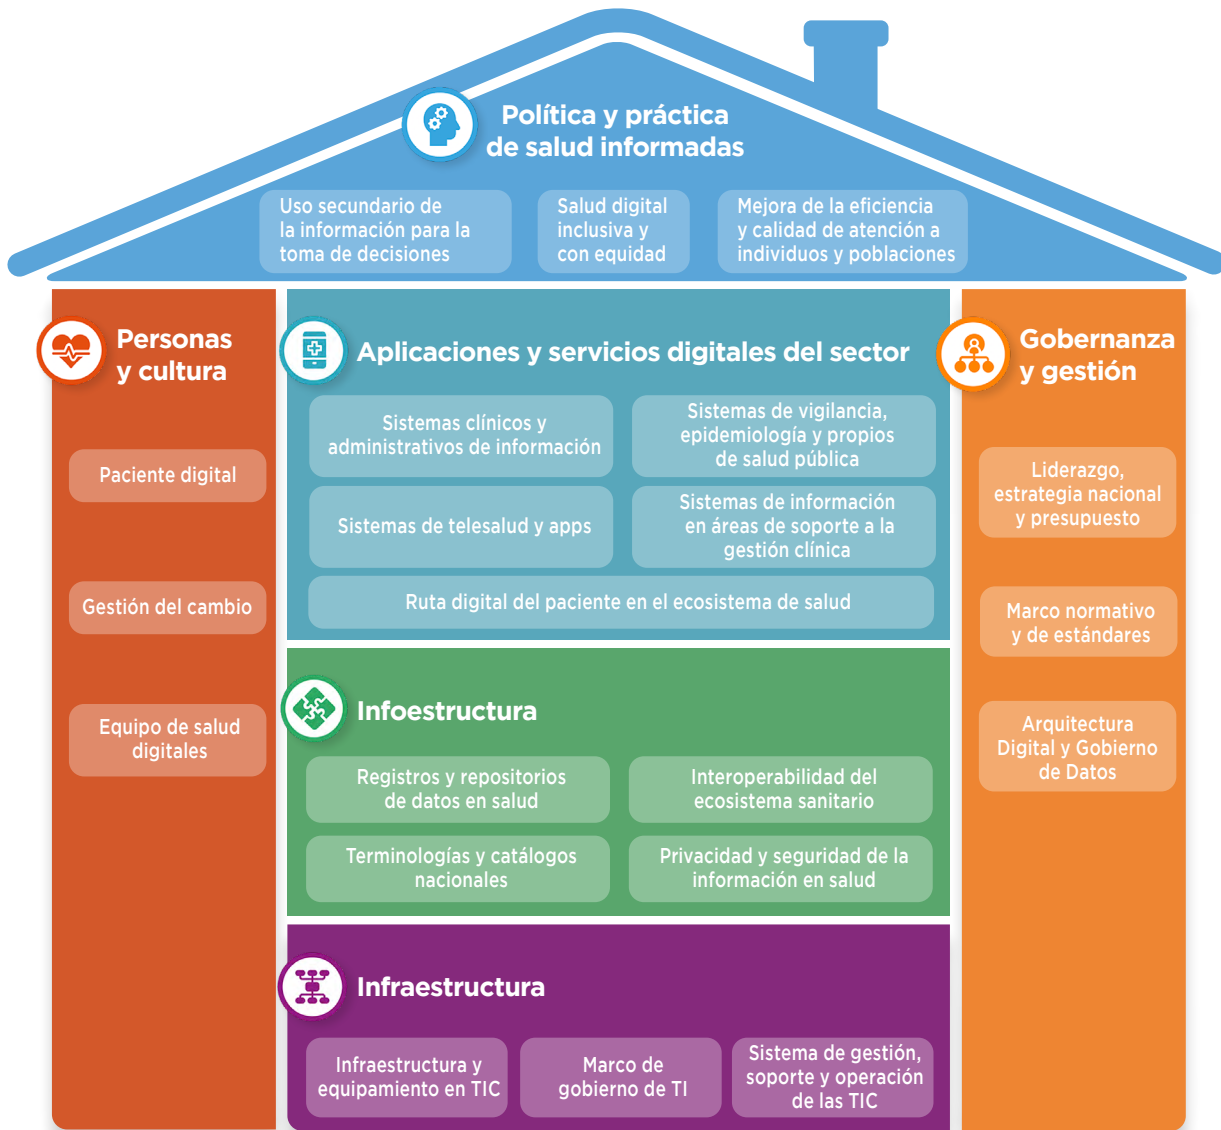 Política y práctica
de salud informadas
Uso secundario de
la información para la
toma de decisiones
Salud digital
inclusiva y
con equidad
Mejora de la eficiencia
y calidad de atención a
individuos y poblaciones
Personas
y cultura
Paciente digital
Gestión del cambio
Equipo de salud
digitales
Aplicaciones y servicios digitales del sector
Sistemas clínicos y
administrativos de información
Sistemas de vigilancia,
epidemiología y propios
de salud pública
Sistemas de telesalud y apps
Sistemas de información
en áreas de soporte a la
gestión clínica
Ruta digital del paciente en el ecosistema de salud
Infoestructura
Registros y repositorios
de datos en salud
Interoperabilidad del
ecosistema sanitario
Terminologías y catálogos
nacionales
Privacidad y seguridad de la
información en salud
Infraestructura
Infraestructura y
equipamiento en TIC
Marco de
gobierno de TI
Sistema de gestión,
soporte y operación
de las TIC
Gobernanza
y gestión
Liderazgo,
estrategia nacional
y presupuesto
Marco normativo
y de estándares
Arquitectura
Digital y Gobierno
de Datos